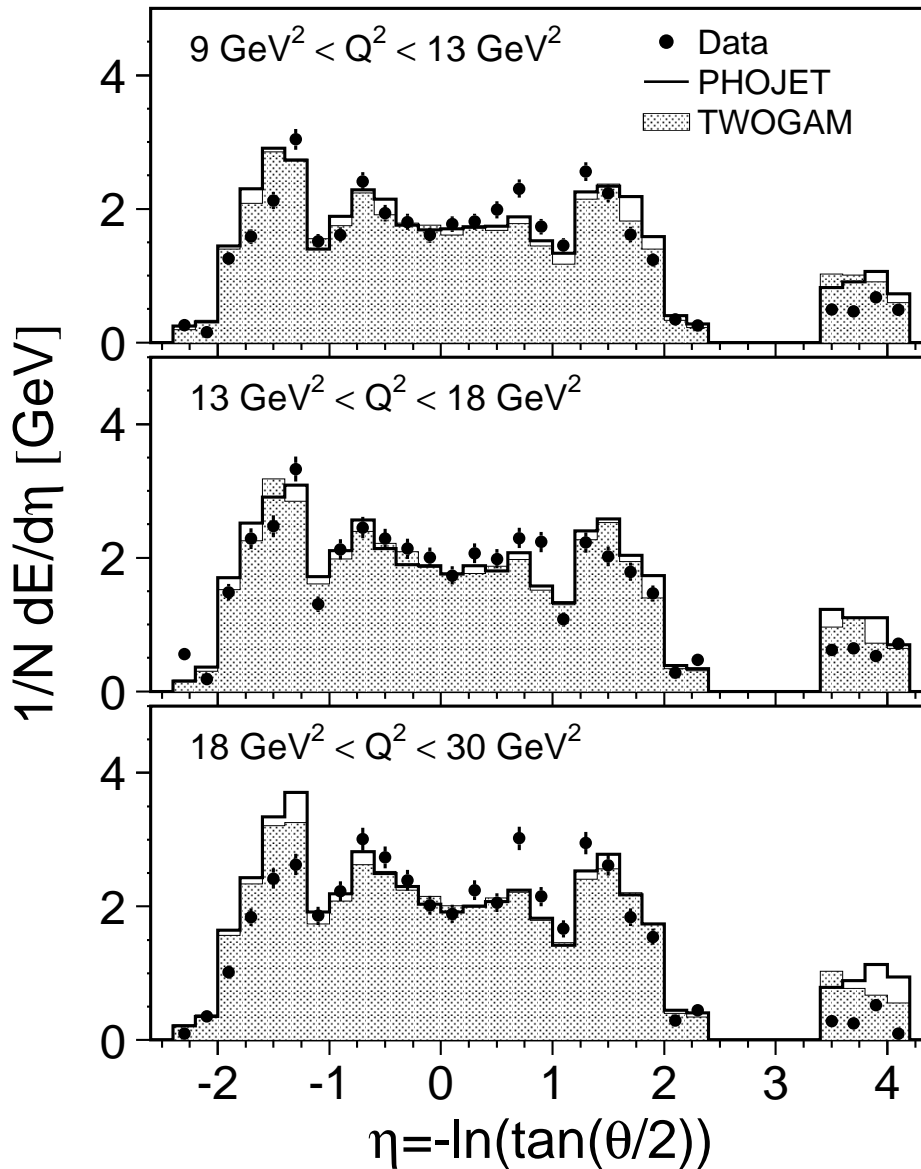 9 GeV² < Q² < 13 GeV²
Data
PHOJET
TWOGAM
4
2
0
13 GeV² < Q² < 18 GeV²
4
2
0
18 GeV² < Q² < 30 GeV²
4
2
0
1/N dE/dη [GeV]
-2 -1 0 1 2 3 4
η=-ln(tan(θ/2))